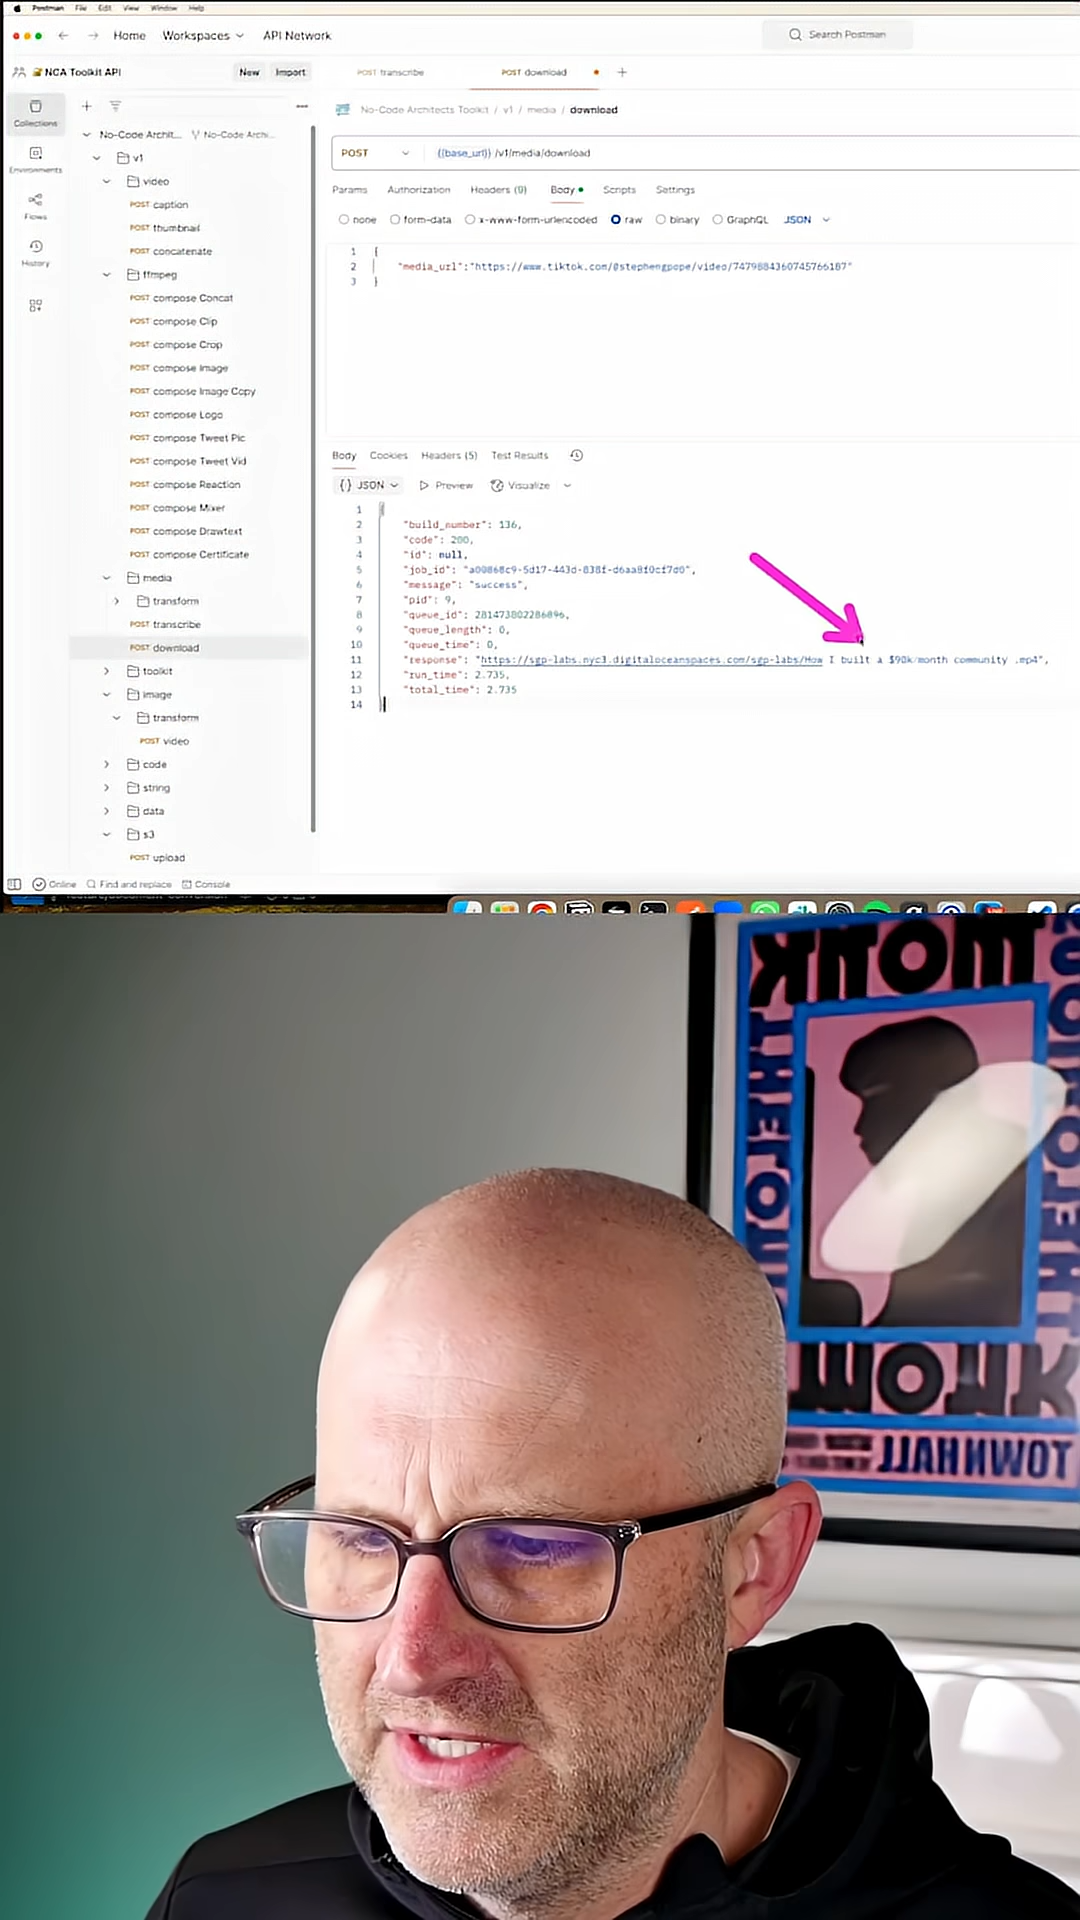 Postman File Edit View Window Help
Home Workspaces API Network Search Postman
NCA Toolkit API New Import POST transcribe POST download
Collections
Environments
Flows
History
No-Code Archit... No-Code Archi...
v1
video
POST caption
POST thumbnail
POST concatenate
ffmpeg
POST compose Concat
POST compose Clip
POST compose Crop
POST compose Image
POST compose Image Copy
POST compose Logo
POST compose Tweet Pic
POST compose Tweet Vid
POST compose Reaction
POST compose Mixer
POST compose Drawtext
POST compose Certificate
media
transform
POST transcribe
POST download
toolkit
image
transform
POST video
code
string
data
s3
POST upload
No-Code Architects Toolkit / v1 / media / download
POST {{base_url}} /v1/media/download
Params Authorization Headers (9) Body Scripts Settings
none form-data x-www-form-urlencoded raw binary GraphQL JSON
1 {
2 "media_url":"https://www.tiktok.com/@stephengpope/video/7479884360745766187"
3 }
Body Cookies Headers (5) Test Results
{} JSON Preview Visualize
1 {
2 "build_number": 136,
3 "code": 200,
4 "id": null,
5 "job_id": "a00868c9-5d17-443d-838f-d6aa8f0cf7d0",
6 "message": "success",
7 "pid": 9,
8 "queue_id": 281473802286896,
9 "queue_length": 0,
10 "queue_time": 0,
11 "response": "https://sgp-labs.nyc3.digitaloceanspaces.com/sgp-labs/How I built a $90k/month community .mp4",
12 "run_time": 2.735,
13 "total_time": 2.735
14 }
Online Find and replace Console
MONK
MONK
TOWNHALL